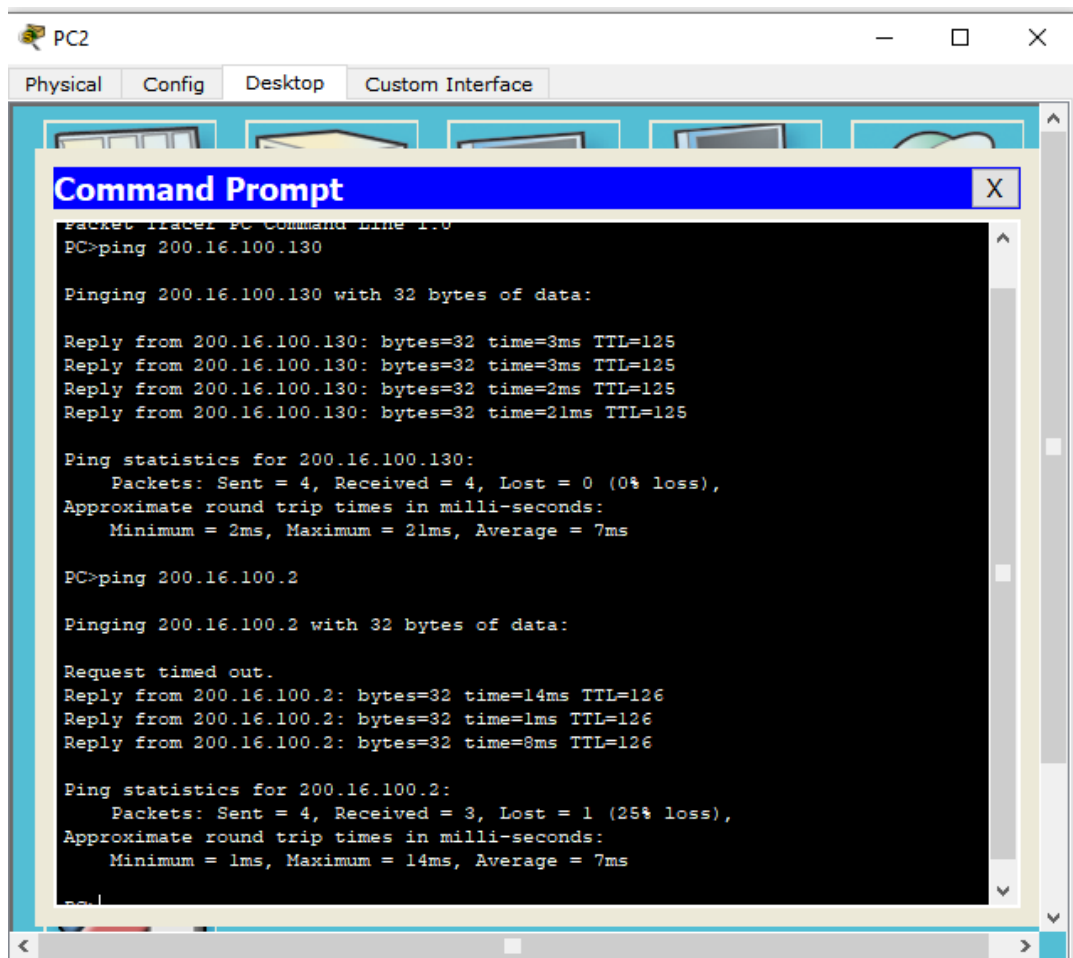 PC2
Physical Config Desktop Custom Interface
Command Prompt X
Packet Tracer PC Command Line 1.0
PC>ping 200.16.100.130
Pinging 200.16.100.130 with 32 bytes of data:
Reply from 200.16.100.130: bytes=32 time=3ms TTL=125
Reply from 200.16.100.130: bytes=32 time=3ms TTL=125
Reply from 200.16.100.130: bytes=32 time=2ms TTL=125
Reply from 200.16.100.130: bytes=32 time=21ms TTL=125
Ping statistics for 200.16.100.130:
Packets: Sent = 4, Received = 4, Lost = 0 (0% loss),
Approximate round trip times in milli-seconds:
Minimum = 2ms, Maximum = 21ms, Average = 7ms
PC>ping 200.16.100.2
Pinging 200.16.100.2 with 32 bytes of data:
Request timed out.
Reply from 200.16.100.2: bytes=32 time=14ms TTL=126
Reply from 200.16.100.2: bytes=32 time=1ms TTL=126
Reply from 200.16.100.2: bytes=32 time=8ms TTL=126
Ping statistics for 200.16.100.2:
Packets: Sent = 4, Received = 3, Lost = 1 (25% loss),
Approximate round trip times in milli-seconds:
Minimum = 1ms, Maximum = 14ms, Average = 7ms
PC>